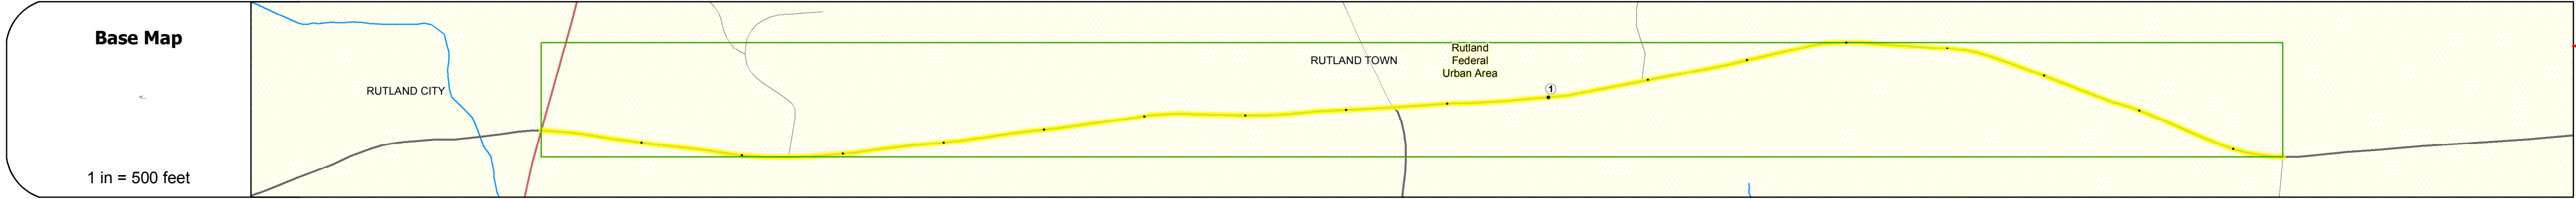 Base Map
1 in = 500 feet
RUTLAND CITY
RUTLAND TOWN
Rutland
Federal
Urban Area
1